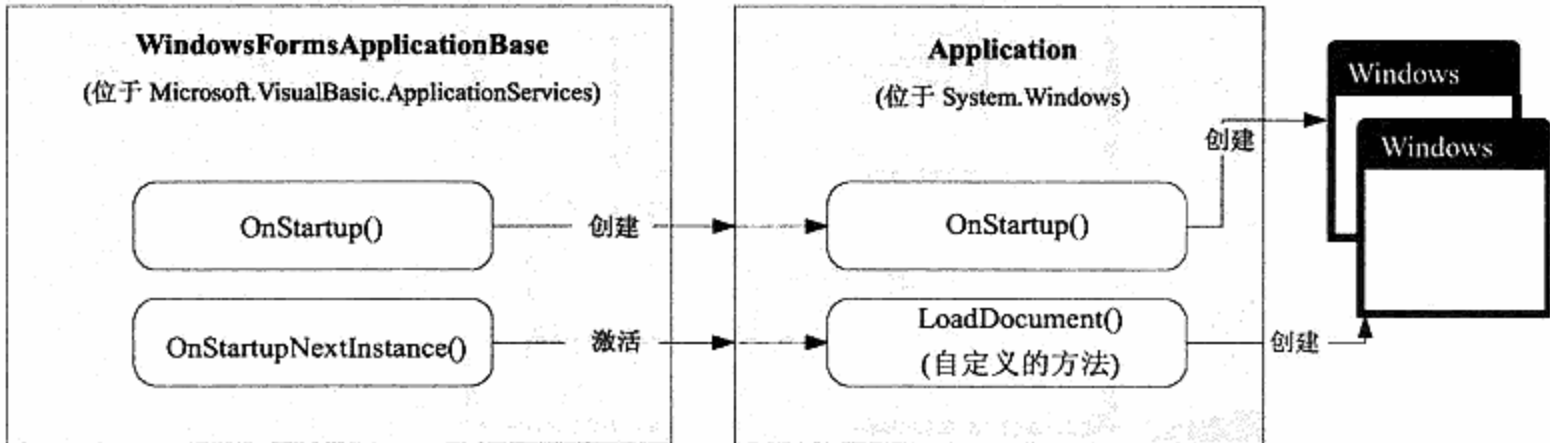 WindowsFormsApplicationBase
(位于 Microsoft.VisualBasic.ApplicationServices)
OnStartup()
创建
OnStartupNextInstance()
激活
Application
(位于 System.Windows)
OnStartup()
创建
LoadDocument()
(自定义的方法)
创建
Windows
Windows